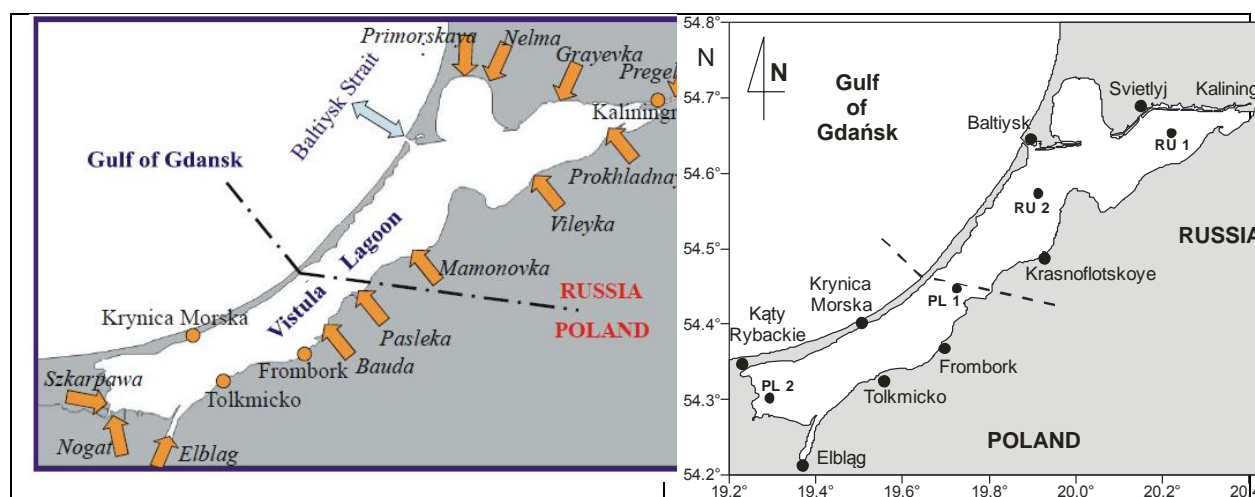 Primorskaya
Nelma
Grayevka
Pregel
Kaliningr
Baltiysk Strait
Gulf of Gdansk
Prokhladnay
Vileyka
Vistula Lagoon
Mamonovka
RUSSIA
POLAND
Krynica Morska
Pasleka
Bauda
Frombork
Tolkmicko
Szkarpawa
Nogat
Elblag
54.8°
N
54.7°
54.6°
54.5°
54.4°
54.3°
54.2°
N
Gulf
of
Gdańsk
Svietlyj
Kalining
Baltiysk
RU 1
RU 2
RUSSIA
Krasnoflotskoye
Krynica
Morska
PL 1
Kąty
Rybackie
Frombork
PL 2
Tolkmicko
POLAND
Elbląg
19.2°
19.4°
19.6°
19.8°
20.0°
20.2°
20.4